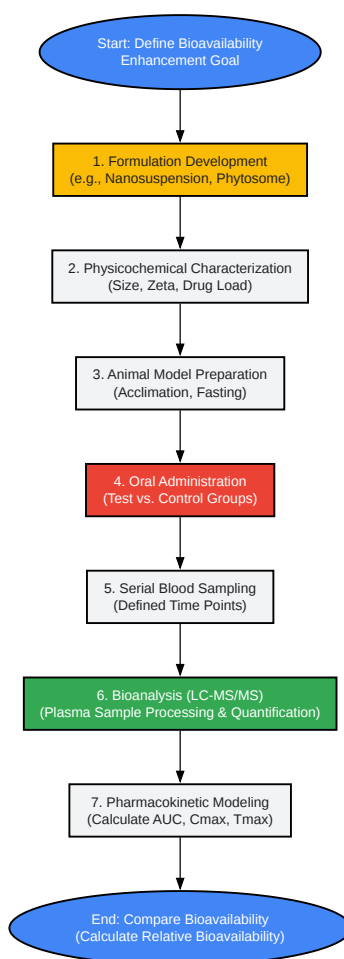 Start: Define Bioavailability
Enhancement Goal
1. Formulation Development
(e.g., Nanosuspension, Phytosome)
2. Physicochemical Characterization
(Size, Zeta, Drug Load)
3. Animal Model Preparation
(Acclimation, Fasting)
4. Oral Administration
(Test vs. Control Groups)
5. Serial Blood Sampling
(Defined Time Points)
6. Bioanalysis (LC-MS/MS)
(Plasma Sample Processing & Quantification)
7. Pharmacokinetic Modeling
(Calculate AUC, Cmax, Tmax)
End: Compare Bioavailability
(Calculate Relative Bioavailability)